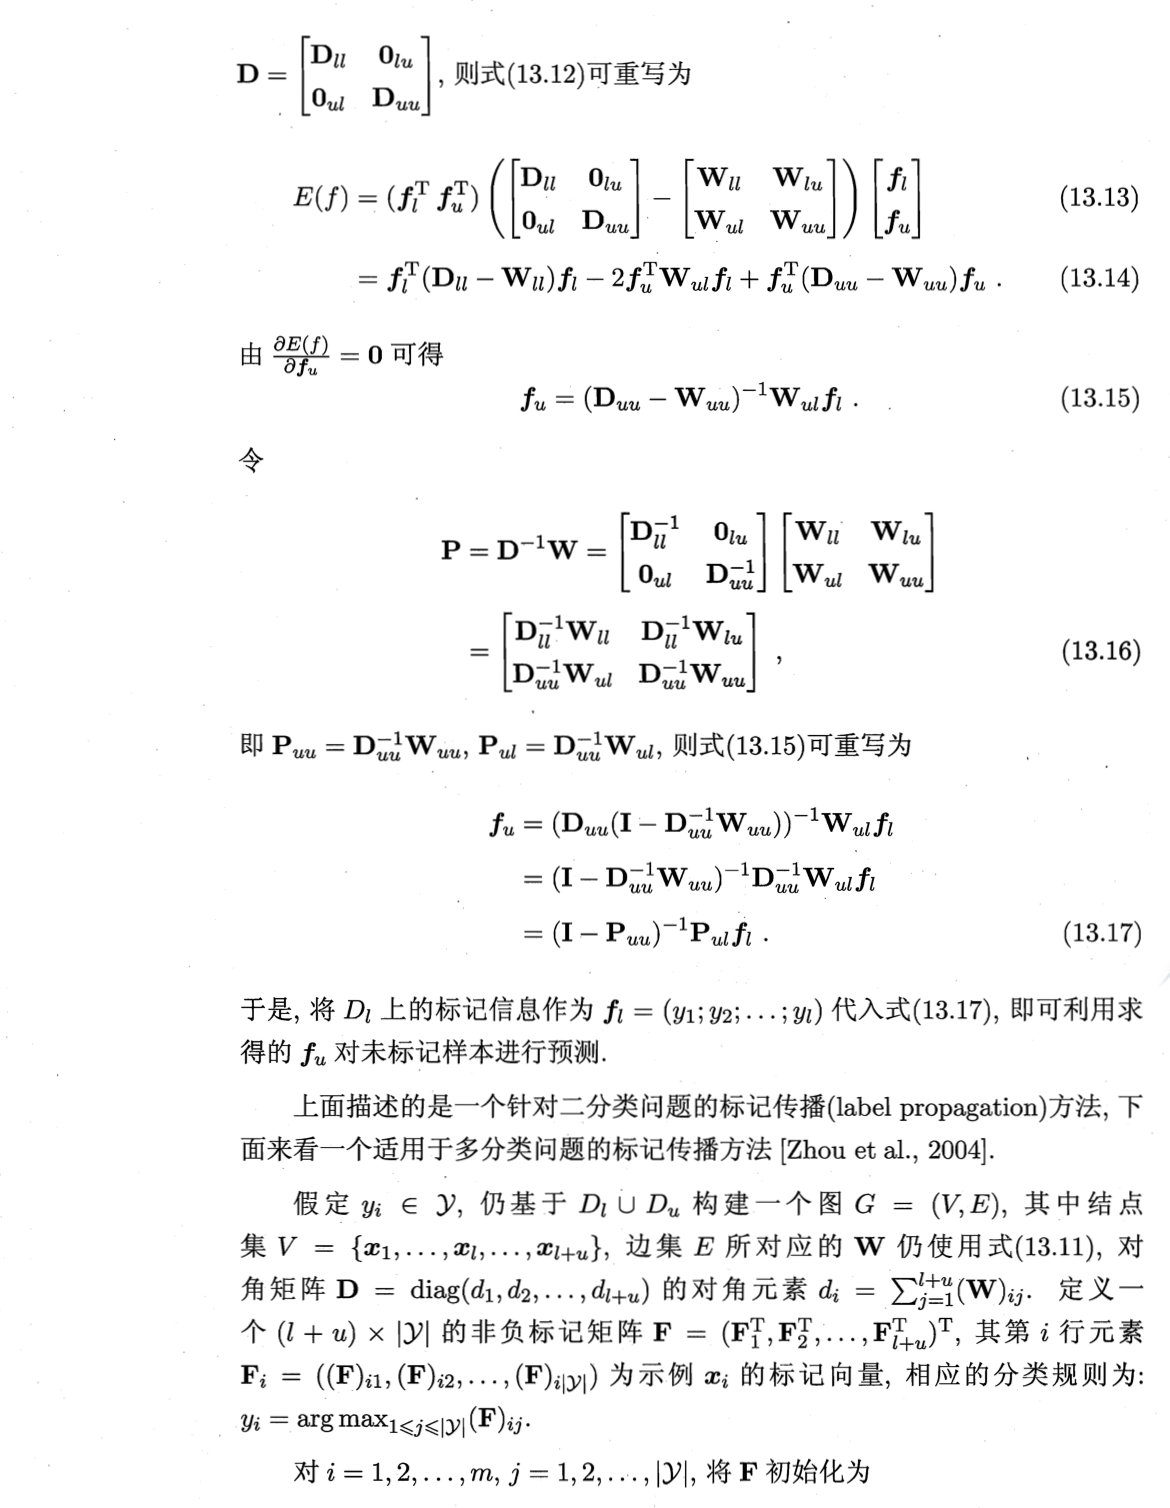 $\mathbf{D} = \begin{bmatrix} \mathbf{D}_{ll} & \mathbf{0}_{lu} \\ \mathbf{0}_{ul} & \mathbf{D}_{uu} \end{bmatrix}$, 则式(13.12)可重写为
$E(f) = (\boldsymbol{f}_l^{\mathrm{T}}\ \boldsymbol{f}_u^{\mathrm{T}}) \left( \begin{bmatrix} \mathbf{D}_{ll} & \mathbf{0}_{lu} \\ \mathbf{0}_{ul} & \mathbf{D}_{uu} \end{bmatrix} - \begin{bmatrix} \mathbf{W}_{ll} & \mathbf{W}_{lu} \\ \mathbf{W}_{ul} & \mathbf{W}_{uu} \end{bmatrix} \right) \begin{bmatrix} \boldsymbol{f}_l \\ \boldsymbol{f}_u \end{bmatrix}$ (13.13)
$= \boldsymbol{f}_l^{\mathrm{T}} (\mathbf{D}_{ll} - \mathbf{W}_{ll}) \boldsymbol{f}_l - 2 \boldsymbol{f}_u^{\mathrm{T}} \mathbf{W}_{ul} \boldsymbol{f}_l + \boldsymbol{f}_u^{\mathrm{T}} (\mathbf{D}_{uu} - \mathbf{W}_{uu}) \boldsymbol{f}_u$ . (13.14)
由 $\frac{\partial E(f)}{\partial \boldsymbol{f}_u} = \mathbf{0}$ 可得
$\boldsymbol{f}_u = (\mathbf{D}_{uu} - \mathbf{W}_{uu})^{-1} \mathbf{W}_{ul} \boldsymbol{f}_l$ . (13.15)
令
$\mathbf{P} = \mathbf{D}^{-1} \mathbf{W} = \begin{bmatrix} \mathbf{D}_{ll}^{-1} & \mathbf{0}_{lu} \\ \mathbf{0}_{ul} & \mathbf{D}_{uu}^{-1} \end{bmatrix} \begin{bmatrix} \mathbf{W}_{ll} & \mathbf{W}_{lu} \\ \mathbf{W}_{ul} & \mathbf{W}_{uu} \end{bmatrix}$
$= \begin{bmatrix} \mathbf{D}_{ll}^{-1} \mathbf{W}_{ll} & \mathbf{D}_{ll}^{-1} \mathbf{W}_{lu} \\ \mathbf{D}_{uu}^{-1} \mathbf{W}_{ul} & \mathbf{D}_{uu}^{-1} \mathbf{W}_{uu} \end{bmatrix}$ , (13.16)
即 $\mathbf{P}_{uu} = \mathbf{D}_{uu}^{-1} \mathbf{W}_{uu}$, $\mathbf{P}_{ul} = \mathbf{D}_{uu}^{-1} \mathbf{W}_{ul}$, 则式(13.15)可重写为
$\boldsymbol{f}_u = (\mathbf{D}_{uu} (\mathbf{I} - \mathbf{D}_{uu}^{-1} \mathbf{W}_{uu}))^{-1} \mathbf{W}_{ul} \boldsymbol{f}_l$
$= (\mathbf{I} - \mathbf{D}_{uu}^{-1} \mathbf{W}_{uu})^{-1} \mathbf{D}_{uu}^{-1} \mathbf{W}_{ul} \boldsymbol{f}_l$
$= (\mathbf{I} - \mathbf{P}_{uu})^{-1} \mathbf{P}_{ul} \boldsymbol{f}_l$ . (13.17)
于是, 将 $D_l$ 上的标记信息作为 $\boldsymbol{f}_l = (y_1; y_2; \ldots; y_l)$ 代入式(13.17), 即可利用求
得的 $\boldsymbol{f}_u$ 对未标记样本进行预测.
上面描述的是一个针对二分类问题的标记传播(label propagation)方法, 下
面来看一个适用于多分类问题的标记传播方法 [Zhou et al., 2004].
假定 $y_i \in \mathcal{Y}$, 仍基于 $D_l \cup D_u$ 构建一个图 $G = (V, E)$, 其中结点
集 $V = \{\boldsymbol{x}_1, \ldots, \boldsymbol{x}_l, \ldots, \boldsymbol{x}_{l+u}\}$, 边集 $E$ 所对应的 $\mathbf{W}$ 仍使用式(13.11), 对
角矩阵 $\mathbf{D} = \mathrm{diag}(d_1, d_2, \ldots, d_{l+u})$ 的对角元素 $d_i = \sum_{j=1}^{l+u} (\mathbf{W})_{ij}$. 定义一
个 $(l+u) \times |\mathcal{Y}|$ 的非负标记矩阵 $\mathbf{F} = (\mathbf{F}_1^{\mathrm{T}}, \mathbf{F}_2^{\mathrm{T}}, \ldots, \mathbf{F}_{l+u}^{\mathrm{T}})^{\mathrm{T}}$, 其第 $i$ 行元素
$\mathbf{F}_i = ((\mathbf{F})_{i1}, (\mathbf{F})_{i2}, \ldots, (\mathbf{F})_{i|\mathcal{Y}|})$ 为示例 $\boldsymbol{x}_i$ 的标记向量, 相应的分类规则为:
$y_i = \arg\max_{1 \leqslant j \leqslant |\mathcal{Y}|} (\mathbf{F})_{ij}$.
对 $i = 1, 2, \ldots, m$, $j = 1, 2, \ldots, |\mathcal{Y}|$, 将 $\mathbf{F}$ 初始化为